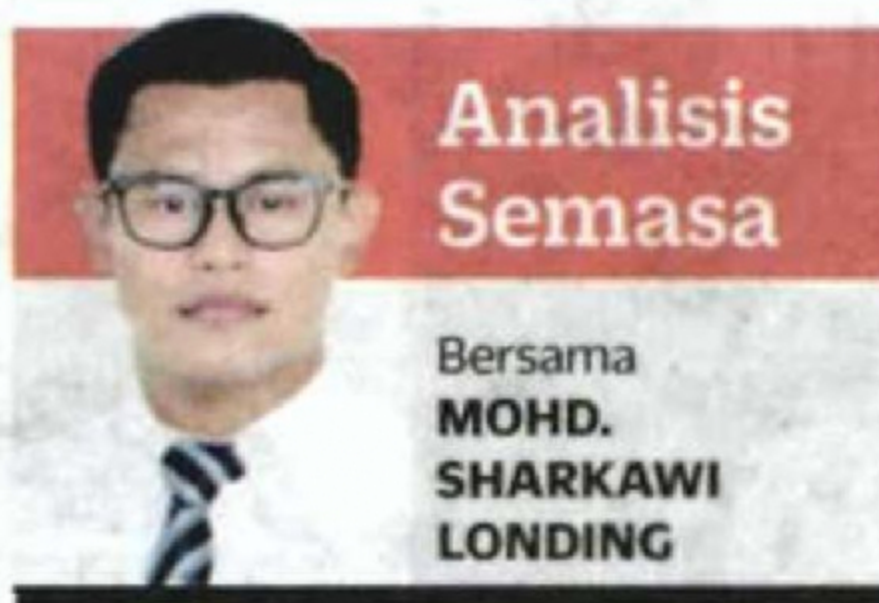 Analisis
Semasa
Bersama
MOHD.
SHARKAWI
LONDING